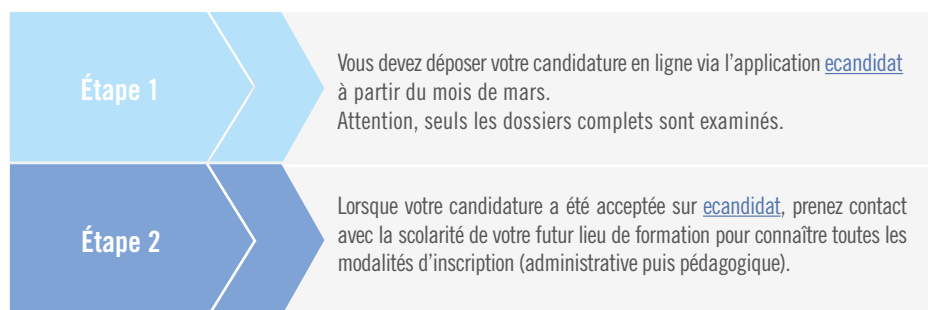 Étape 1
Vous devez déposer votre candidature en ligne via l'application ecandidat
à partir du mois de mars.
Attention, seuls les dossiers complets sont examinés.
Étape 2
Lorsque votre candidature a été acceptée sur ecandidat, prenez contact
avec la scolarité de votre futur lieu de formation pour connaître toutes les
modalités d'inscription (administrative puis pédagogique).